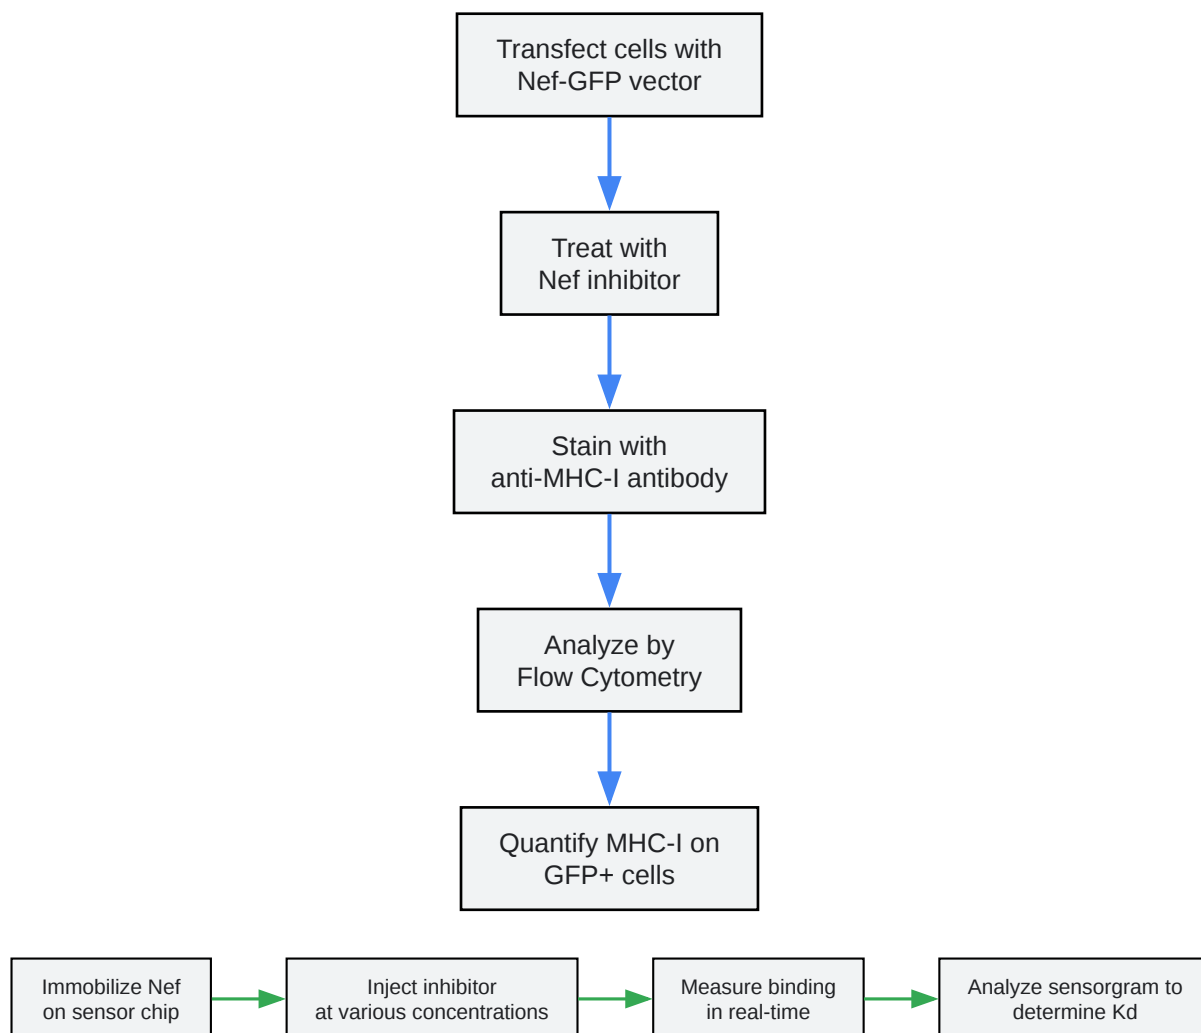 Transfect cells with
Nef-GFP vector
Treat with
Nef inhibitor
Stain with
anti-MHC-I antibody
Analyze by
Flow Cytometry
Quantify MHC-I on
GFP+ cells
Immobilize Nef
on sensor chip
Inject inhibitor
at various concentrations
Measure binding
in real-time
Analyze sensorgram to
determine Kd